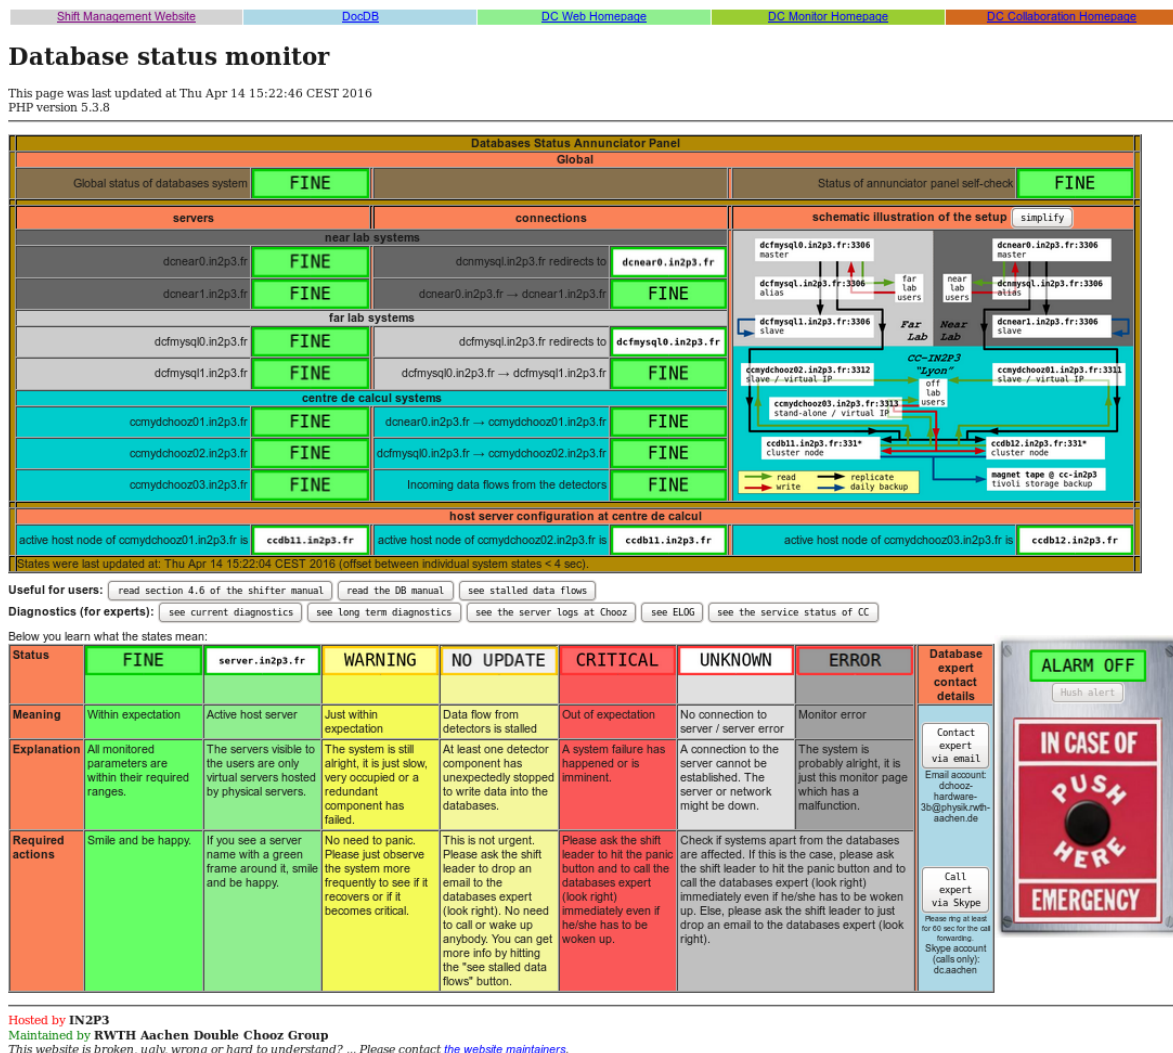 Shift Management Website DocDB DC Web Homepage DC Monitor Homepage DC Collaboration Homepage
Database status monitor
This page was last updated at Thu Apr 14 15:22:46 CEST 2016
PHP version 5.3.8
Databases Status Annunciator Panel
Global
Global status of databases system FINE Status of annunciator panel self-check FINE
servers connections schematic illustration of the setup simplify
near lab systems
dcnear0.in2p3.fr FINE dcnmysql.in2p3.fr redirects to dcnear0.in2p3.fr
dcnear1.in2p3.fr FINE dcnear0.in2p3.fr → dcnear1.in2p3.fr FINE
far lab systems
dcfmysql0.in2p3.fr FINE dcfmysql.in2p3.fr redirects to dcfmysql0.in2p3.fr
dcfmysql1.in2p3.fr FINE dcfmysql0.in2p3.fr → dcfmysql1.in2p3.fr FINE
centre de calcul systems
ccmydchooz01.in2p3.fr FINE dcnear0.in2p3.fr → ccmydchooz01.in2p3.fr FINE
ccmydchooz02.in2p3.fr FINE dcfmysql0.in2p3.fr → ccmydchooz02.in2p3.fr FINE
ccmydchooz03.in2p3.fr FINE Incoming data flows from the detectors FINE
dcfmysql0.in2p3.fr:3306
master
dcnear0.in2p3.fr:3306
master
dcfmysql.in2p3.fr:3306
alias
far
lab
users
near
lab
users
dcnmysql.in2p3.fr:3306
alias
dcfmysql1.in2p3.fr:3306
slave
Far
Lab
Near
Lab
dcnear1.in2p3.fr:3306
slave
CC-IN2P3
"Lyon"
ccmydchooz02.in2p3.fr:3312
slave / virtual IP
off
lab
users
ccmydchooz01.in2p3.fr:3311
slave / virtual IP
ccmydchooz03.in2p3.fr:3313
stand-alone / virtual IP
ccdb11.in2p3.fr:331*
cluster node
ccdb12.in2p3.fr:331*
cluster node
read replicate
write daily backup
magnet tape @ cc-in2p3
tivoli storage backup
host server configuration at centre de calcul
active host node of ccmydchooz01.in2p3.fr is ccdb11.in2p3.fr active host node of ccmydchooz02.in2p3.fr is ccdb11.in2p3.fr active host node of ccmydchooz03.in2p3.fr is ccdb12.in2p3.fr
States were last updated at: Thu Apr 14 15:22:04 CEST 2016 (offset between individual system states < 4 sec).
Useful for users: read section 4.6 of the shifter manual read the DB manual see stalled data flows
Diagnostics (for experts): see current diagnostics see long term diagnostics see the server logs at Chooz see ELOG see the service status of CC
Below you learn what the states mean:
Status FINE server.in2p3.fr WARNING NO UPDATE CRITICAL UNKNOWN ERROR
Meaning
Within expectation
Active host server
Just within
expectation
Data flow from
detectors is stalled
Out of expectation
No connection to
server / server error
Monitor error
Explanation
All monitored
parameters are
within their required
ranges.
The servers visible to
the users are only
virtual servers hosted
by physical servers.
The system is still
alright, it is just slow,
very occupied or a
redundant
component has
failed.
At least one detector
component has
unexpectedly stopped
to write data into the
databases.
A system failure has
happened or is
imminent.
A connection to the
server cannot be
established. The
server or network
might be down.
The system is
probably alright, it is
just this monitor page
which has a
malfunction.
Required
actions
Smile and be happy.
If you see a server
name with a green
frame around it, smile
and be happy.
No need to panic.
Please just observe
the system more
frequently to see if it
recovers or if it
becomes critical.
This is not urgent.
Please ask the shift
leader to drop an
email to the
databases expert
(look right). No need
to call or wake up
anybody. You can get
more info by hitting
the "see stalled data
flows" button.
Please ask the shift
leader to hit the panic
button and to call the
databases expert
(look right)
immediately even if
he/she has to be
woken up.
Check if systems apart from the databases
are affected. If this is the case, please ask
the shift leader to hit the panic button and to
call the databases expert (look right)
immediately even if he/she has to be woken
up. Else, please ask the shift leader to just
drop an email to the databases expert (look
right).
Database
expert
contact
details
Contact
expert
via email
Email account:
dchooz-
hardware-
3b@physik.rwth-
aachen.de
Call
expert
via Skype
Please ring at least
for 60 sec for the call
forwarding.
Skype account
(calls only):
dc.aachen
ALARM OFF
Hush alert
IN CASE OF
PUSH
HERE
EMERGENCY
Hosted by IN2P3
Maintained by RWTH Aachen Double Chooz Group
This website is broken, ugly, wrong or hard to understand? ... Please contact the website maintainers.